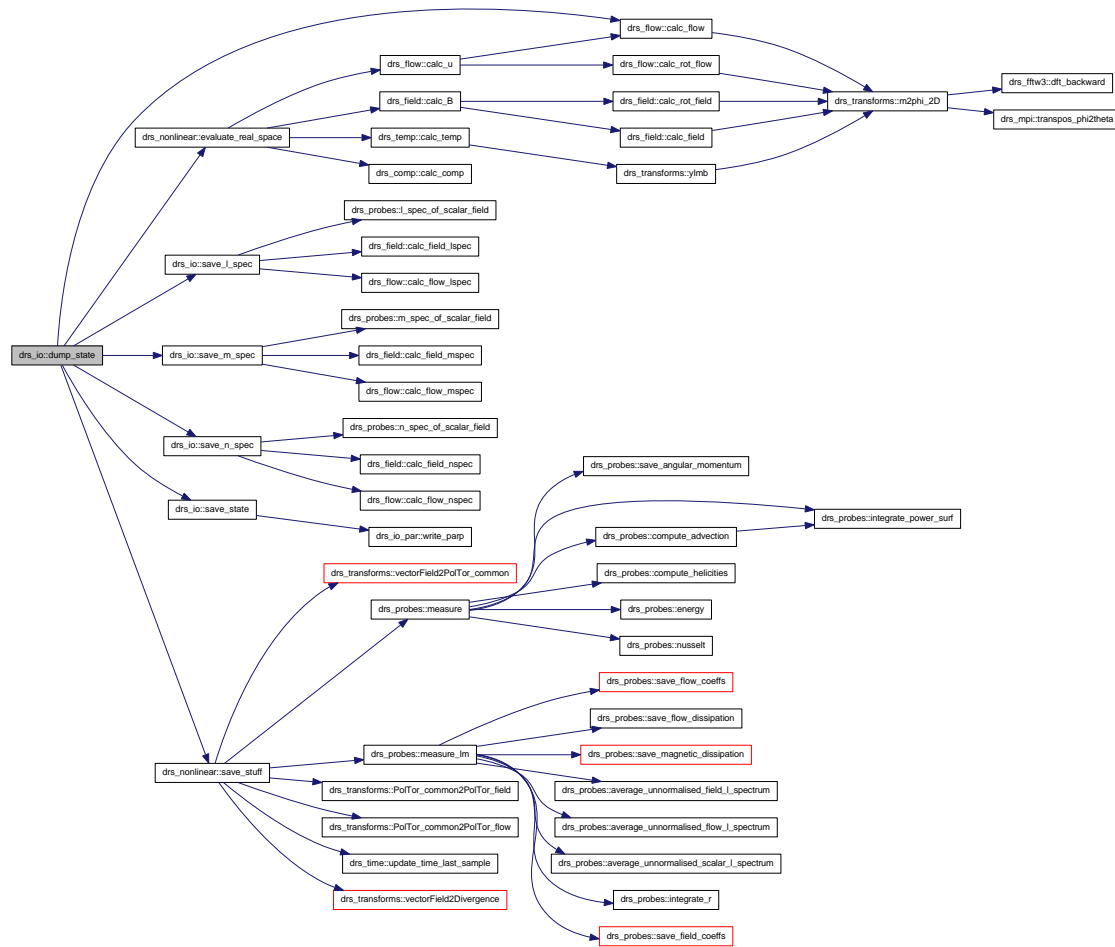 drs_flow::calc_flow
drs_flow::calc_u
drs_flow::calc_rot_flow
drs_fftw3::dft_backward
drs_field::calc_B
drs_field::calc_rot_field
drs_transforms::m2phi_2D
drs_mpi::transpos_phi2theta
drs_nonlinear::evaluate_real_space
drs_temp::calc_temp
drs_field::calc_field
drs_comp::calc_comp
drs_transforms::ylmb
drs_probes::l_spec_of_scalar_field
drs_field::calc_field_lspec
drs_io::save_l_spec
drs_flow::calc_flow_lspec
drs_probes::m_spec_of_scalar_field
drs_io::dump_state
drs_io::save_m_spec
drs_field::calc_field_mspec
drs_flow::calc_flow_mspec
drs_probes::n_spec_of_scalar_field
drs_io::save_n_spec
drs_field::calc_field_nspec
drs_probes::save_angular_momentum
drs_flow::calc_flow_nspec
drs_io::save_state
drs_probes::integrate_power_surf
drs_io_par::write_parp
drs_probes::compute_advection
drs_transforms::vectorField2PolTor_common
drs_probes::compute_helicities
drs_probes::measure
drs_probes::energy
drs_probes::nusselt
drs_probes::save_flow_coeffs
drs_probes::save_flow_dissipation
drs_probes::measure_lm
drs_probes::save_magnetic_dissipation
drs_nonlinear::save_stuff
drs_transforms::PolTor_common2PolTor_field
drs_probes::average_unnormalised_field_l_spectrum
drs_transforms::PolTor_common2PolTor_flow
drs_probes::average_unnormalised_flow_l_spectrum
drs_time::update_time_last_sample
drs_probes::average_unnormalised_scalar_l_spectrum
drs_transforms::vectorField2Divergence
drs_probes::integrate_r
drs_probes::save_field_coeffs